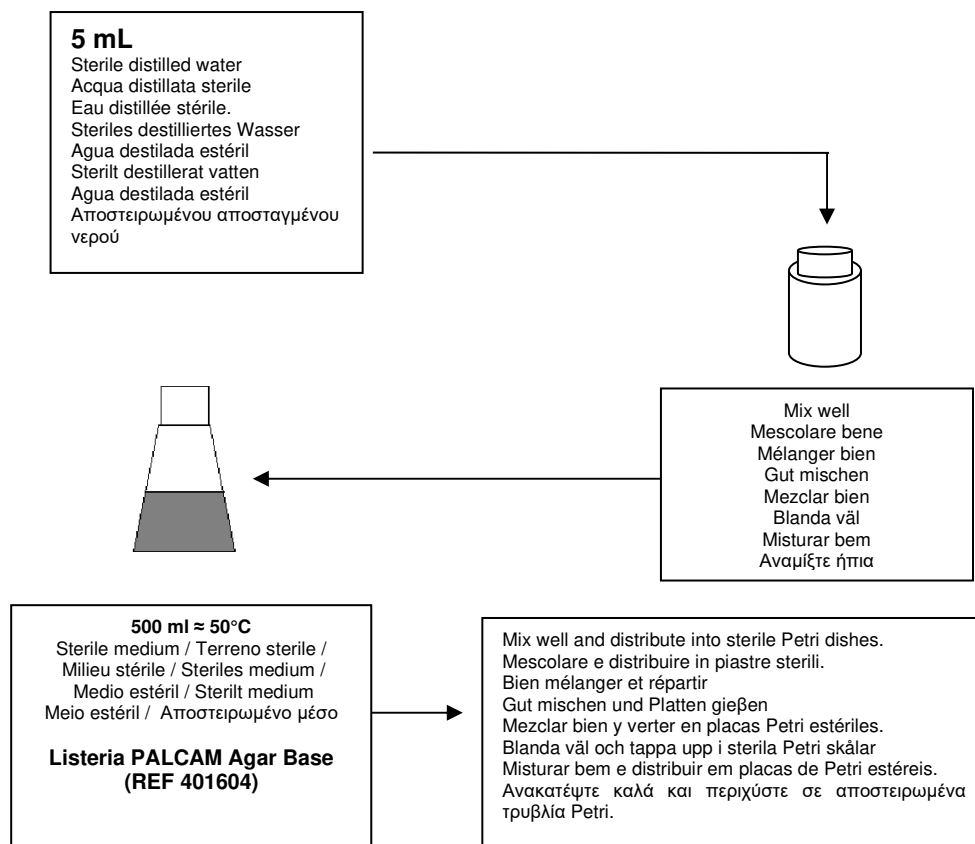 5 mL
Sterile distilled water
Acqua distillata sterile
Eau distillée stérile.
Steriles destilliertes Wasser
Agua destilada estéril
Sterilt destillerat vatten
Agua destilada estéril
Αποστειρωμένου αποσταγμένου
νερού
Mix well
Mescolare bene
Mélanger bien
Gut mischen
Mezclar bien
Blanda väl
Misturar bem
Αναμίξτε ήπια
500 ml ≈ 50°C
Sterile medium / Terreno sterile /
Milieu stérile / Steriles medium /
Medio estéril / Sterilt medium
Meio estéril / Αποστειρωμένο μέσο
Listeria PALCAM Agar Base
(REF 401604)
Mix well and distribute into sterile Petri dishes.
Mescolare e distribuire in piastre sterili.
Bien mélanger et répartir
Gut mischen und Platten gieβen
Mezclar bien y verter en placas Petri estériles.
Blanda väl och tappa upp i sterila Petri skålar
Misturar bem e distribuir em placas de Petri estéreis.
Ανακατέψτε καλά και περιχύστε σε αποστειρωμένα
τρυβλία Petri.